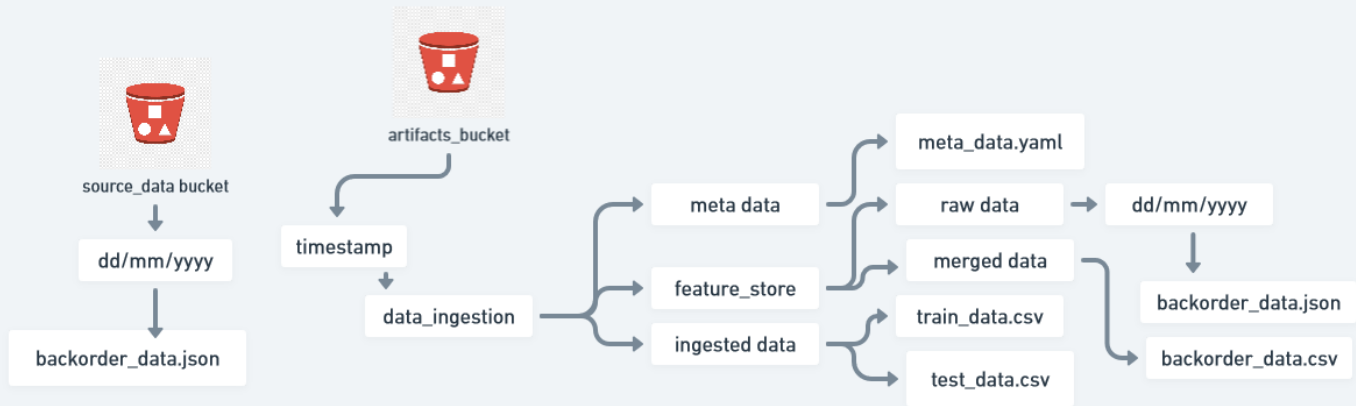 source_data bucket
dd/mm/yyyy
backorder_data.json
artifacts_bucket
timestamp
data_ingestion
meta data
feature_store
ingested data
meta_data.yaml
raw data
merged data
train_data.csv
test_data.csv
dd/mm/yyyy
backorder_data.json
backorder_data.csv